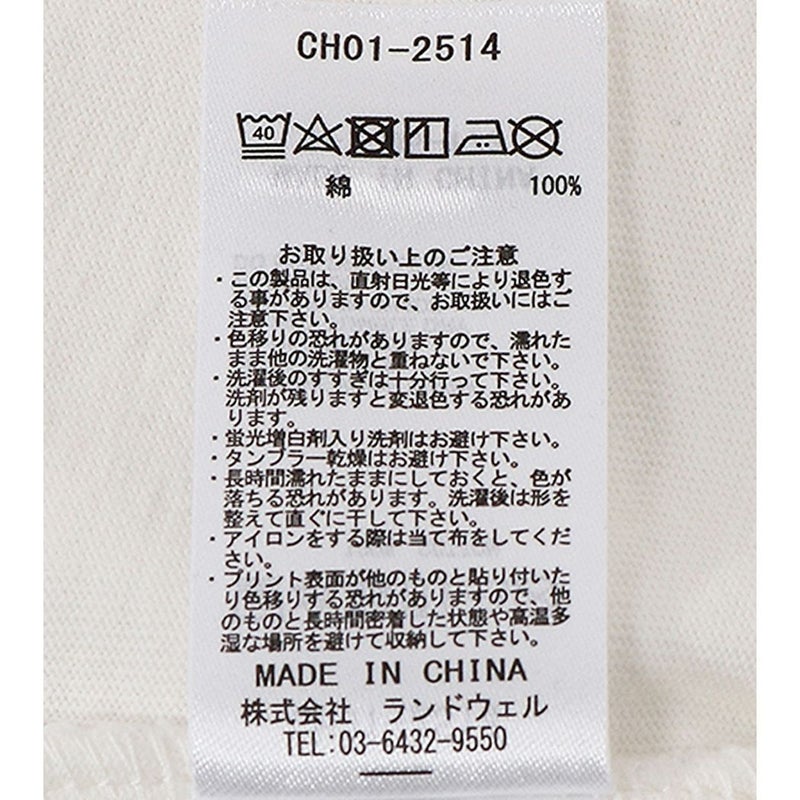 CH01-2514
40
綿 100%
お取り扱い上のご注意
・この製品は、直射日光等により退色す
る事がありますので、お取扱いにはご
注意下さい。
・色移りの恐れがありますので、濡れた
まま他の洗濯物と重ねないで下さい。
・洗濯後のすすぎは十分行って下さい。
洗剤が残りますと変退色する恐れがあ
ります。
・蛍光増白剤入り洗剤はお避け下さい。
・タンブラー乾燥はお避け下さい。
・長時間濡れたままにしておくと、色が
落ちる恐れがあります。洗濯後は形を
整えて直ぐに干して下さい。
・アイロンをする際は当て布をしてくだ
さい。
・プリント表面が他のものと貼り付いた
り色移りする恐れがありますので、他
のものと長時間密着した状態や高温多
湿な場所を避けて収納して下さい。
MADE IN CHINA
株式会社 ランドウェル
TEL:03-6432-9550